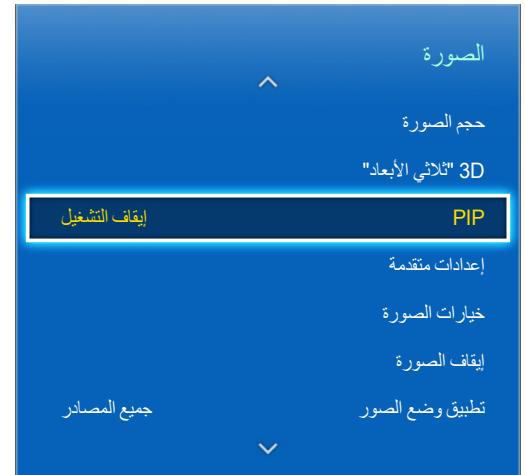 الصورة
حجم الصورة
3D "ثلاثي الأبعاد"
PIP إيقاف التشغيل
إعدادات متقدمة
خيارات الصورة
إيقاف الصورة
تطبيق وضع الصور جميع المصادر